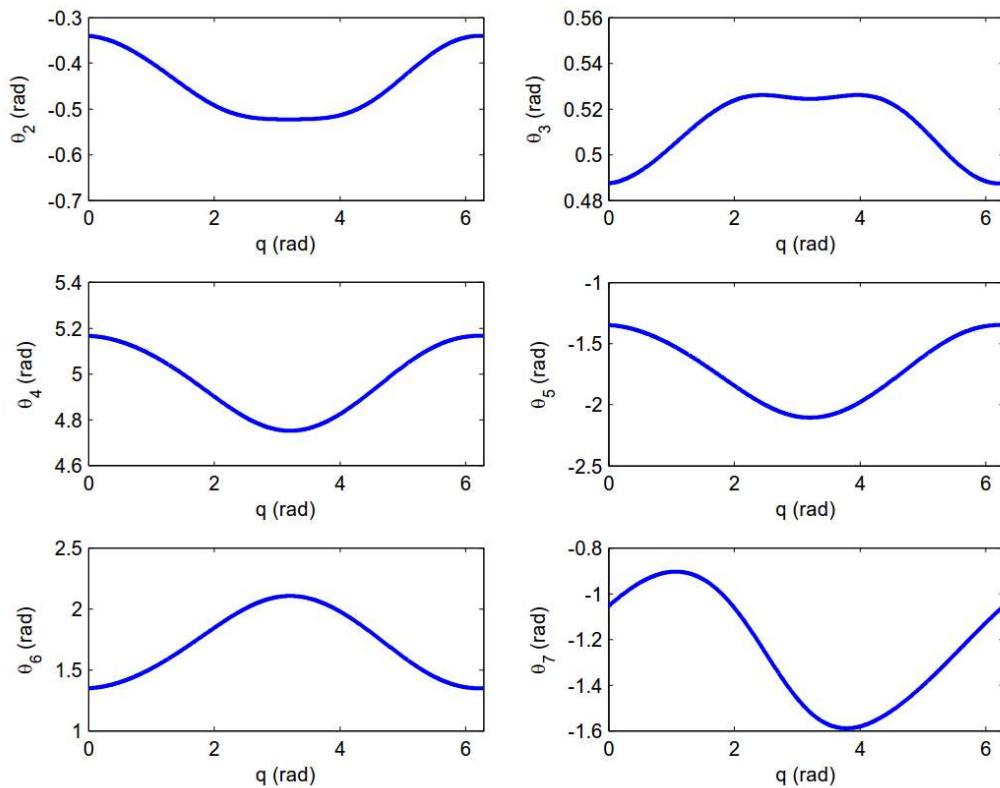 -0.3
-0.4
-0.5
-0.6
-0.7
θ2 (rad)
0 2 4 6
q (rad)
0.56
0.54
0.52
0.5
0.48
θ3 (rad)
0 2 4 6
q (rad)
5.4
5.2
5
4.8
4.6
θ4 (rad)
0 2 4 6
q (rad)
-1
-1.5
-2
-2.5
θ5 (rad)
0 2 4 6
q (rad)
2.5
2
1.5
1
θ6 (rad)
0 2 4 6
q (rad)
-0.8
-1
-1.2
-1.4
-1.6
θ7 (rad)
0 2 4 6
q (rad)